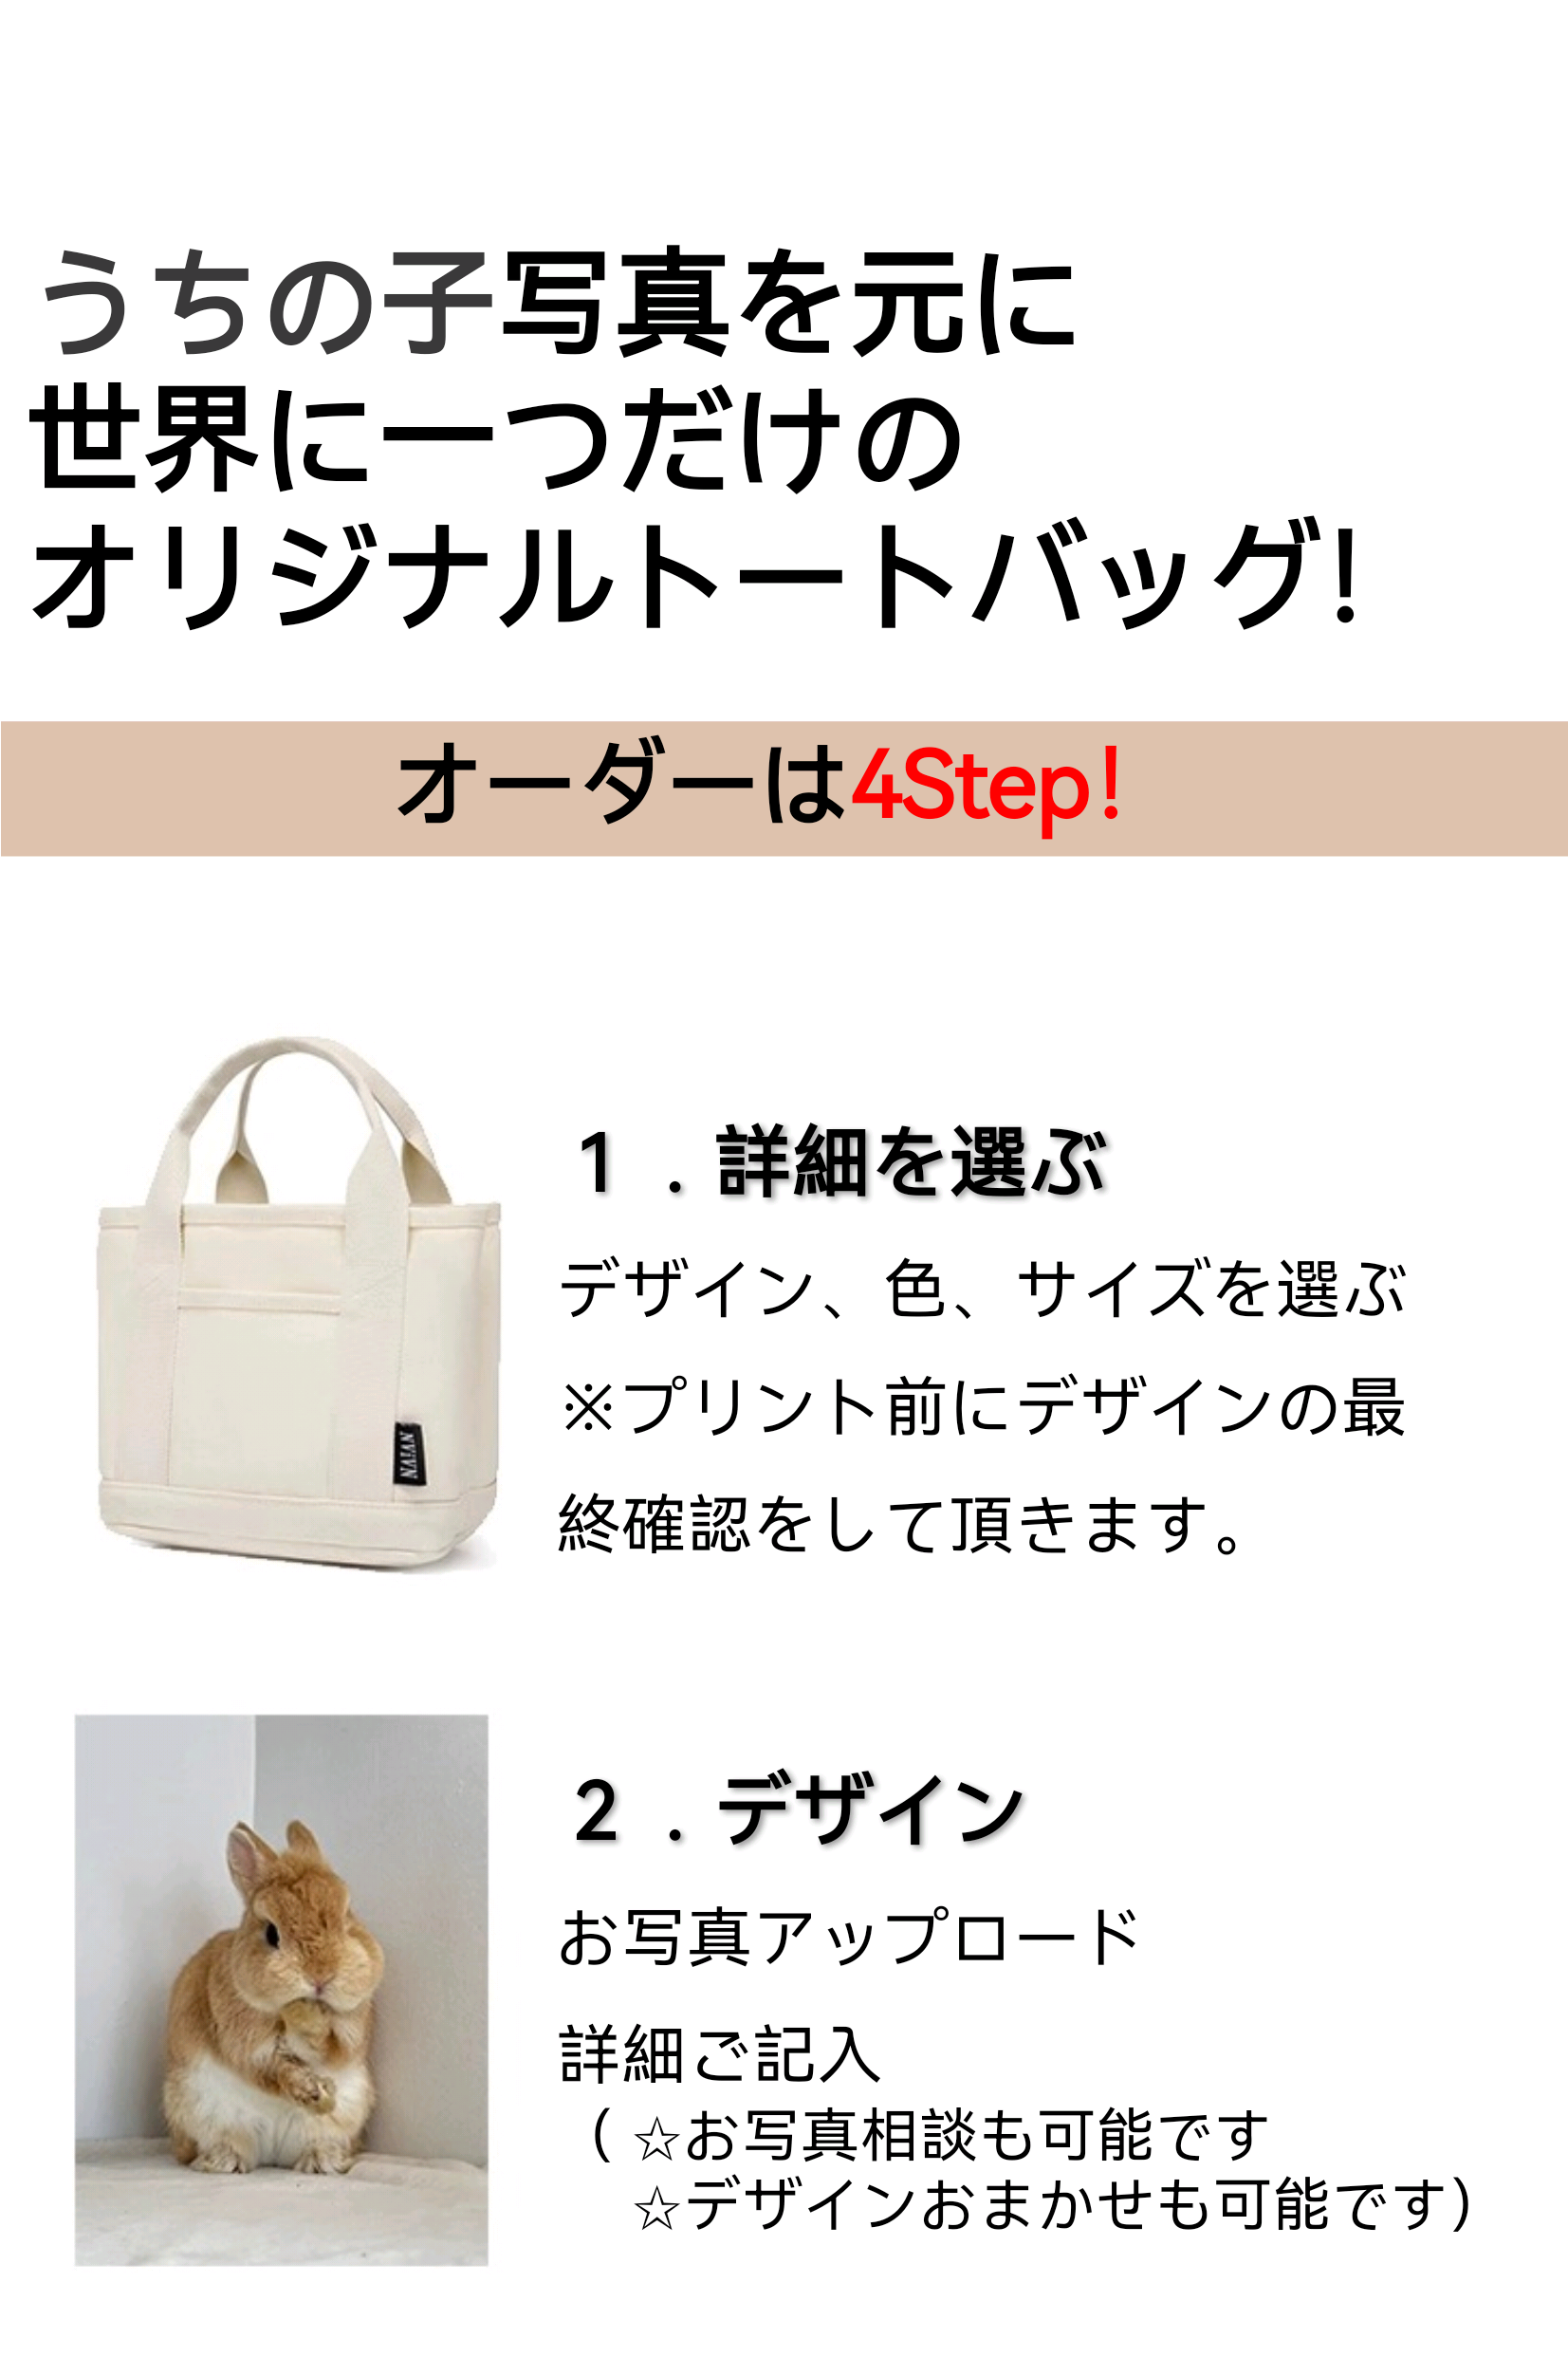 うちの子写真を元に
世界に一つだけの
オリジナルトートバッグ!
オーダーは4Step!
１．詳細を選ぶ
デザイン、色、サイズを選ぶ
※プリント前にデザインの最
終確認をして頂きます。
２．デザイン
お写真アップロード
詳細ご記入
（☆お写真相談も可能です
☆デザインおまかせも可能です）